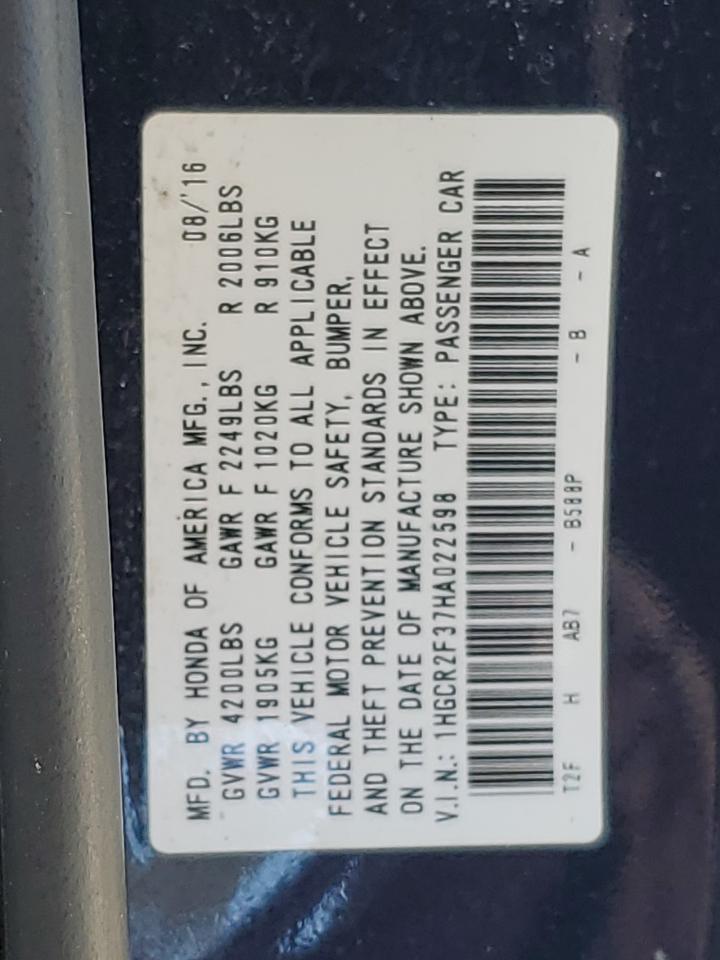 MFD. BY HONDA OF AMERICA MFG., INC. 08/'16
GVWR 4200LBS GAWR F 2249LBS R 2006LBS
GVWR 1905KG GAWR F 1020KG R 910KG
THIS VEHICLE CONFORMS TO ALL APPLICABLE
FEDERAL MOTOR VEHICLE SAFETY, BUMPER,
AND THEFT PREVENTION STANDARDS IN EFFECT
ON THE DATE OF MANUFACTURE SHOWN ABOVE.
V.I.N.: 1HGCR2F37HA022598 TYPE: PASSENGER CAR
T2F H AB7 - B588P - B - A